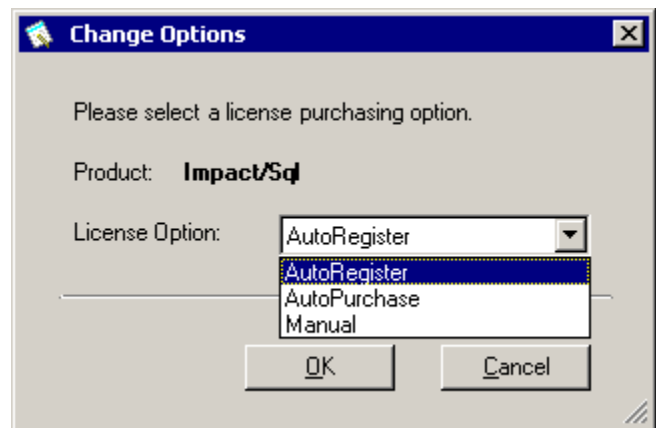 Change Options
Please select a license purchasing option.
Product: Impact/Sql
License Option: AutoRegister
AutoRegister
AutoPurchase
Manual
OK Cancel